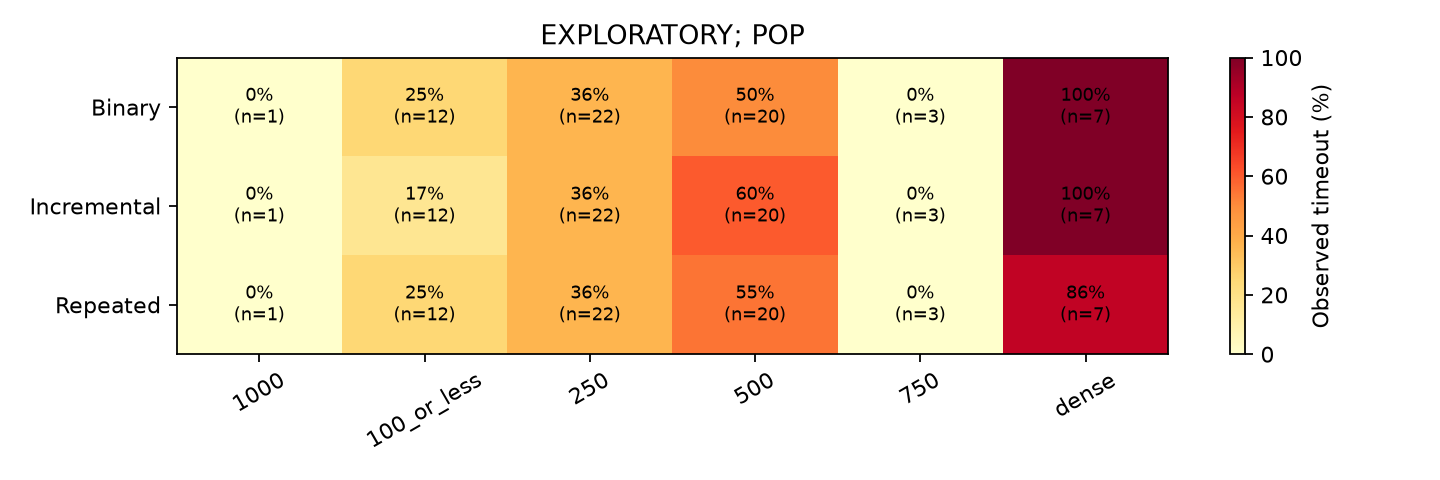 EXPLORATORY; POP
Binary
0%
(n=1)
25%
(n=12)
36%
(n=22)
50%
(n=20)
0%
(n=3)
100%
(n=7)
Incremental
0%
(n=1)
17%
(n=12)
36%
(n=22)
60%
(n=20)
0%
(n=3)
100%
(n=7)
Repeated
0%
(n=1)
25%
(n=12)
36%
(n=22)
55%
(n=20)
0%
(n=3)
86%
(n=7)
1000
100_or_less
250
500
750
dense
100
80
60
40
20
0
Observed timeout (%)